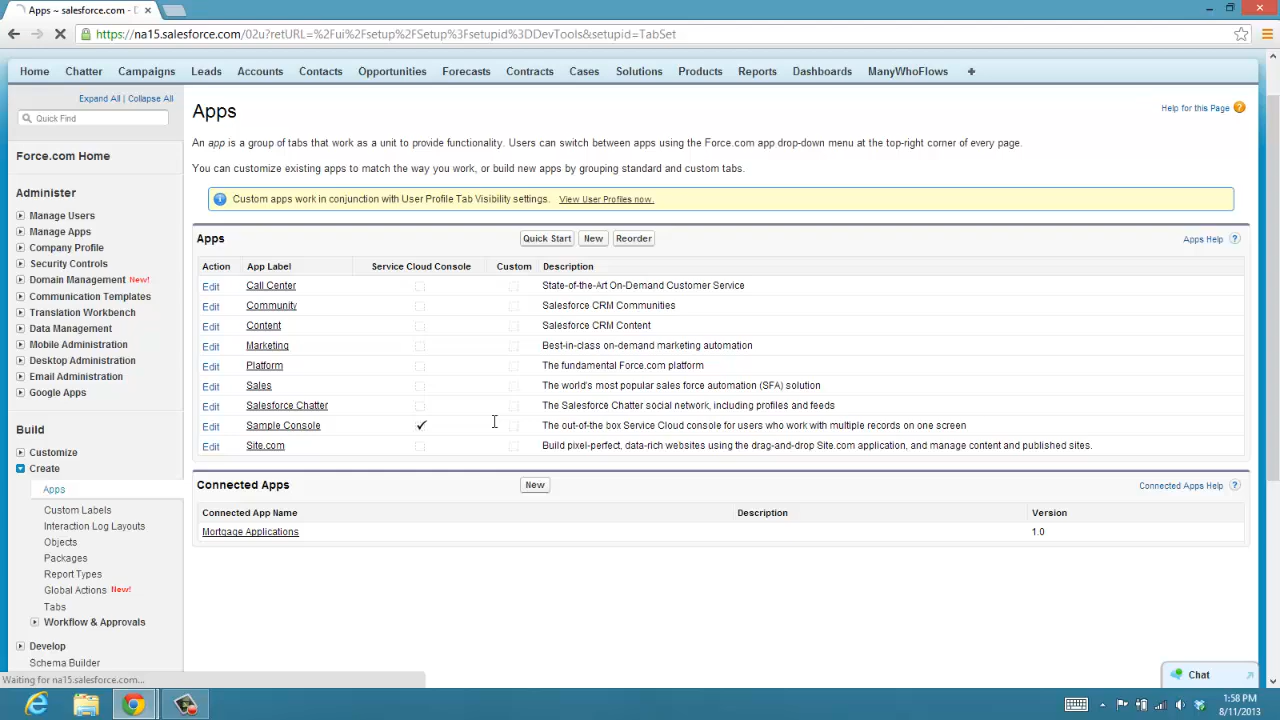 Apps ~ salesforce.com - D
https://na15.salesforce.com/02u?retURL=%2Fui%2Fsetup%2FSetup%3Fsetupid%3DDevTools&setupid=TabSet
Home Chatter Campaigns Leads Accounts Contacts Opportunities Forecasts Contracts Cases Solutions Products Reports Dashboards ManyWhoFlows +
Expand All | Collapse All
Quick Find
Force.com Home
Administer
Manage Users
Manage Apps
Company Profile
Security Controls
Domain Management New!
Communication Templates
Translation Workbench
Data Management
Mobile Administration
Desktop Administration
Email Administration
Google Apps
Build
Customize
Create
Apps
Custom Labels
Interaction Log Layouts
Objects
Packages
Report Types
Global Actions New!
Tabs
Workflow & Approvals
Develop
Schema Builder
Apps
Help for this Page ?
An app is a group of tabs that work as a unit to provide functionality. Users can switch between apps using the Force.com app drop-down menu at the top-right corner of every page.
You can customize existing apps to match the way you work, or build new apps by grouping standard and custom tabs.
Custom apps work in conjunction with User Profile Tab Visibility settings. View User Profiles now.
Apps Quick Start New Reorder Apps Help ?
Action App Label Service Cloud Console Custom Description
Edit Call Center State-of-the-Art On-Demand Customer Service
Edit Community Salesforce CRM Communities
Edit Content Salesforce CRM Content
Edit Marketing Best-in-class on-demand marketing automation
Edit Platform The fundamental Force.com platform
Edit Sales The world's most popular sales force automation (SFA) solution
Edit Salesforce Chatter The Salesforce Chatter social network, including profiles and feeds
Edit Sample Console ✓ The out-of-the box Service Cloud console for users who work with multiple records on one screen
Edit Site.com Build pixel-perfect, data-rich websites using the drag-and-drop Site.com application, and manage content and published sites.
Connected Apps New Connected Apps Help ?
Connected App Name Description Version
Mortgage Applications 1.0
Chat
Waiting for na15.salesforce.com...
1:58 PM
8/11/2013